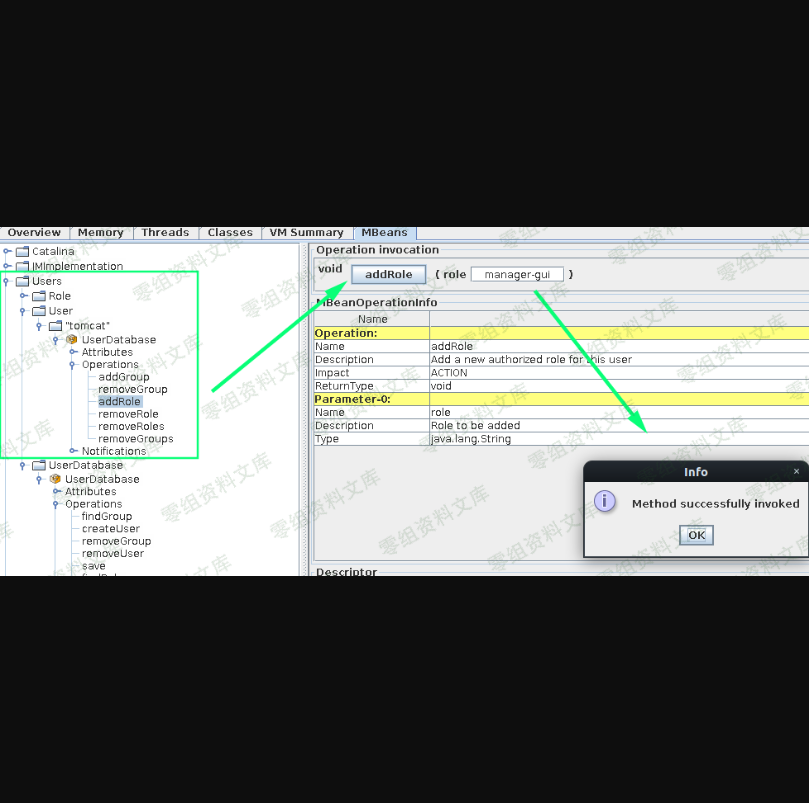 Overview Memory Threads Classes VM Summary MBeans
Catalina
JMImplementation
Users
Role
User
"tomcat"
UserDatabase
Attributes
Operations
addGroup
removeGroup
addRole
removeRole
removeRoles
removeGroups
Notifications
UserDatabase
UserDatabase
Attributes
Operations
findGroup
createUser
removeGroup
removeUser
save
Operation invocation
void addRole ( role manager-gui )
MBeanOperationInfo
Name
Operation:
Name addRole
Description Add a new authorized role for this user
Impact ACTION
ReturnType void
Parameter-0:
Name role
Description Role to be added
Type java.lang.String
Info ×
Method successfully invoked
OK
Descriptor
零组资料文库